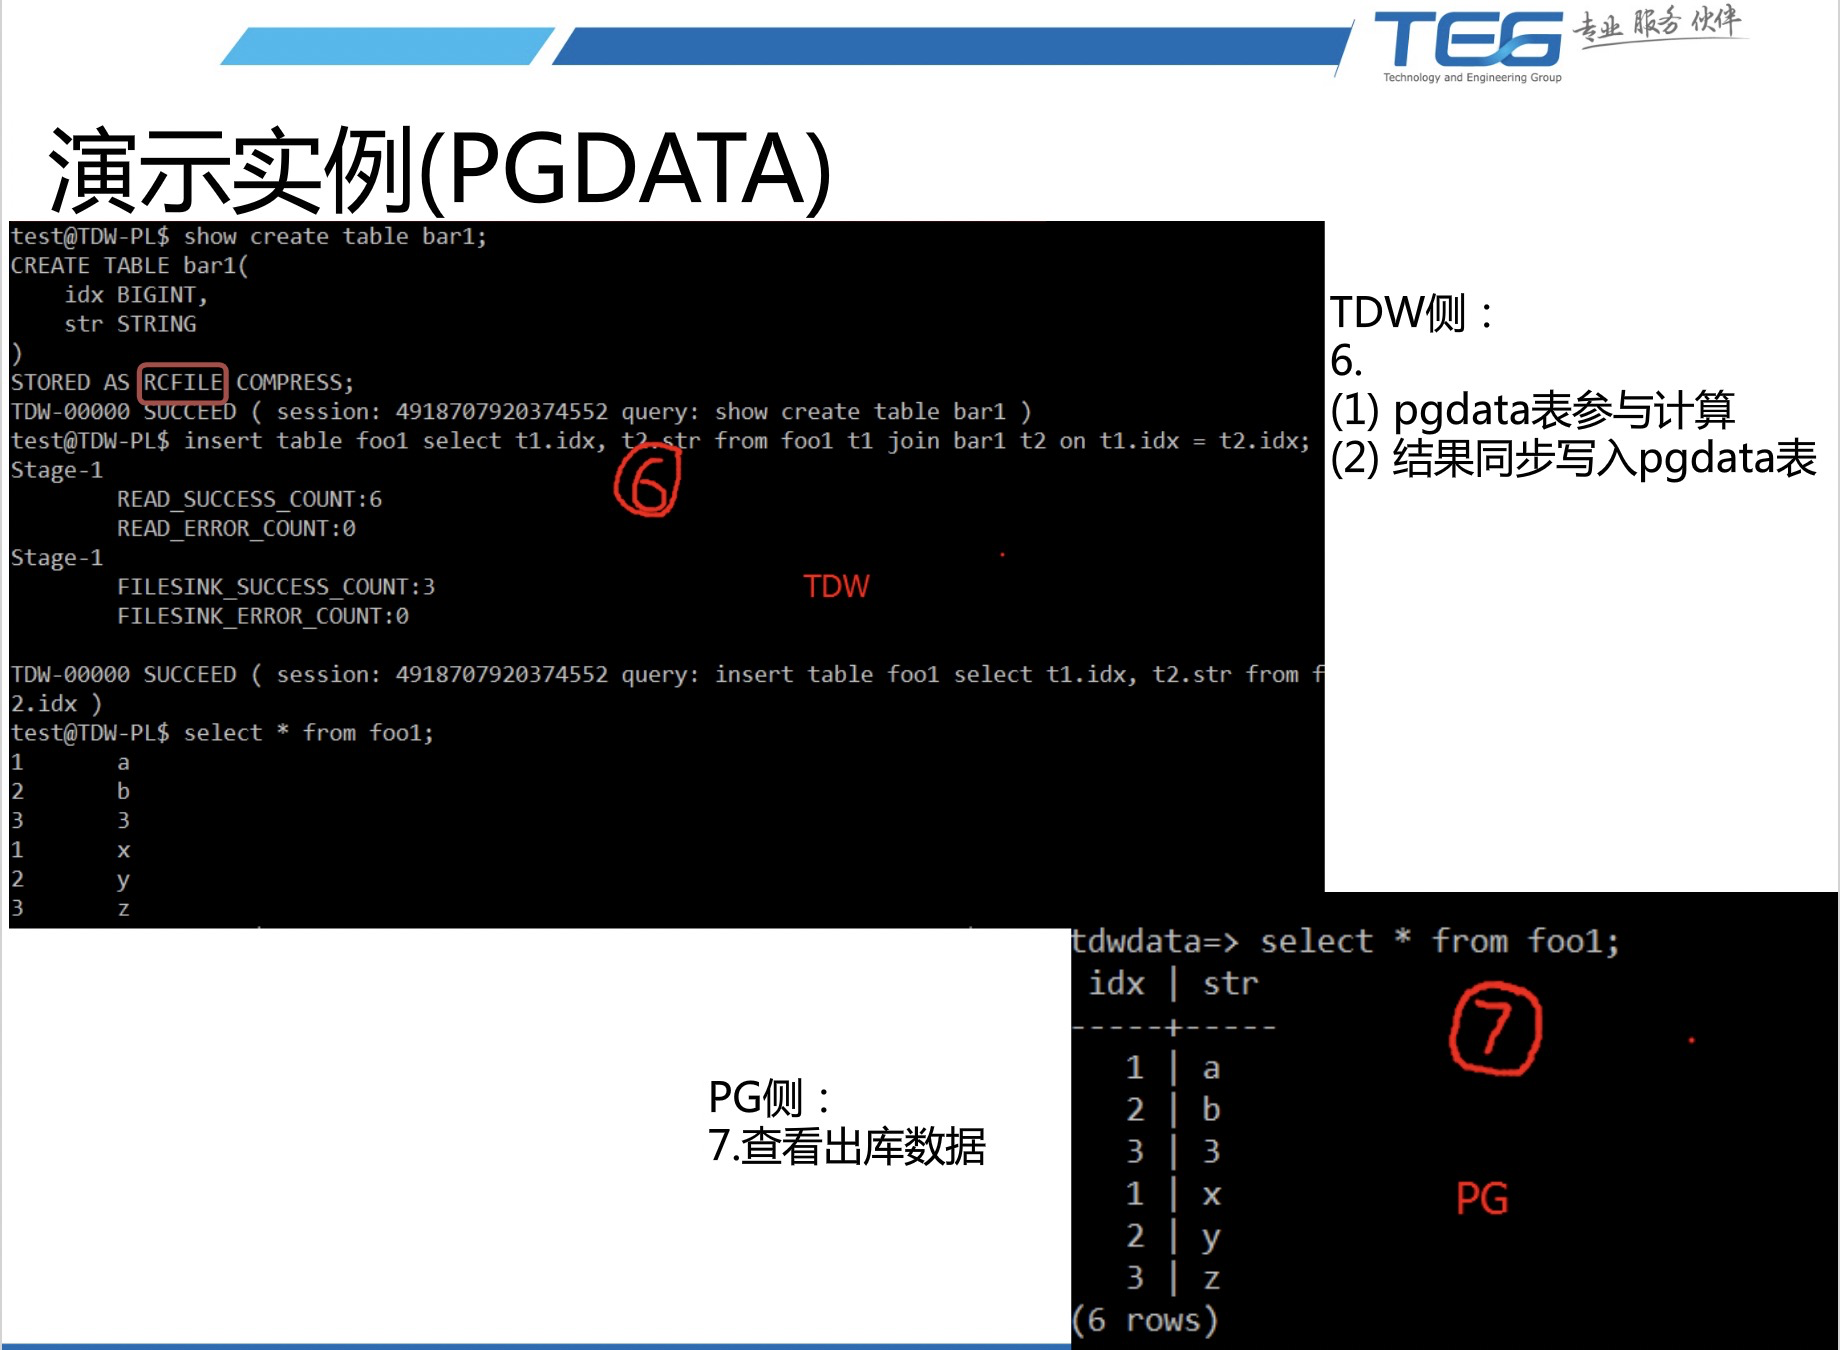 TEG 专业 服务 伙伴
Technology and Engineering Group
演示实例(PGDATA)
test@TDW-PL$ show create table bar1;
CREATE TABLE bar1(
    idx BIGINT,
    str STRING
)
STORED AS RCFILE COMPRESS;
TDW-00000 SUCCEED ( session: 4918707920374552 query: show create table bar1 )
test@TDW-PL$ insert table foo1 select t1.idx, t2.str from foo1 t1 join bar1 t2 on t1.idx = t2.idx;
6
Stage-1
        READ_SUCCESS_COUNT:6
        READ_ERROR_COUNT:0
Stage-1
        FILESINK_SUCCESS_COUNT:3
        FILESINK_ERROR_COUNT:0
TDW
TDW-00000 SUCCEED ( session: 4918707920374552 query: insert table foo1 select t1.idx, t2.str from f
2.idx )
test@TDW-PL$ select * from foo1;
1       a
2       b
3       3
1       x
2       y
3       z
TDW侧：
6.
(1) pgdata表参与计算
(2) 结果同步写入pgdata表
PG侧：
7.查看出库数据
tdwdata=> select * from foo1;
 idx | str
-----+-----
   1 | a
   2 | b
   3 | 3
   1 | x
   2 | y
   3 | z
(6 rows)
7
PG